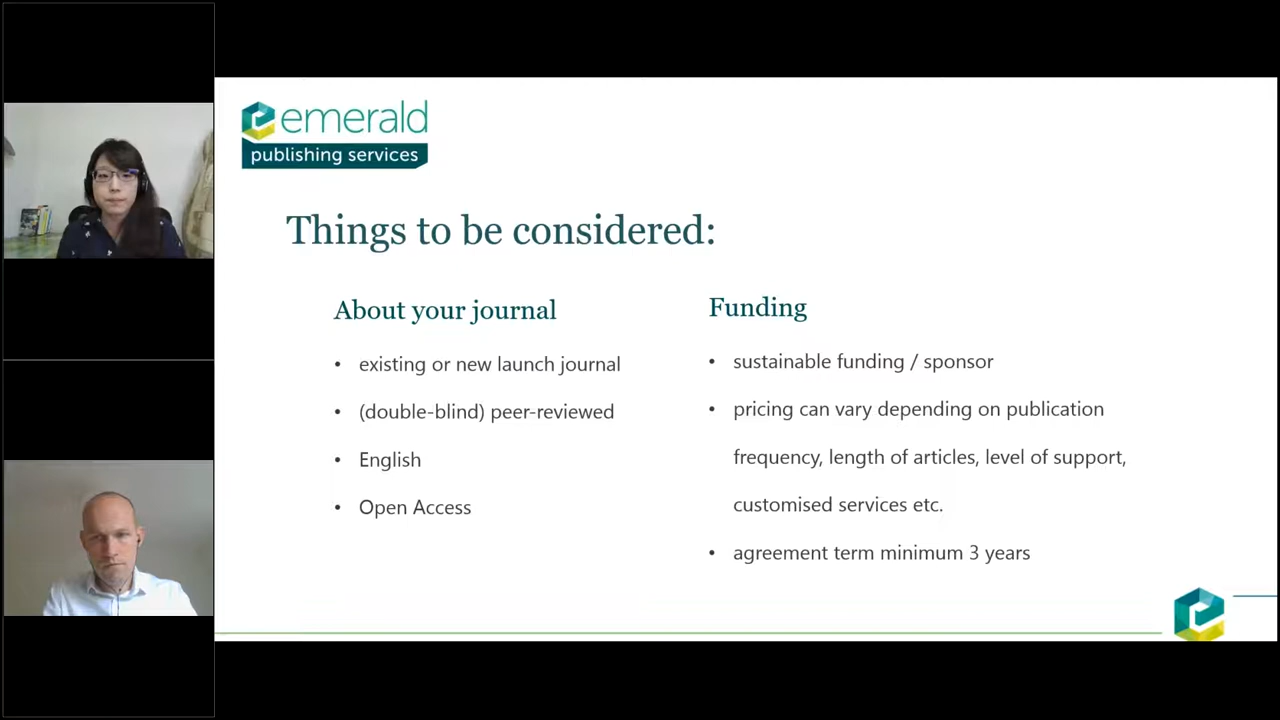 emerald
publishing services
Things to be considered:
About your journal
• existing or new launch journal
• (double-blind) peer-reviewed
• English
• Open Access
Funding
• sustainable funding / sponsor
• pricing can vary depending on publication
frequency, length of articles, level of support,
customised services etc.
• agreement term minimum 3 years